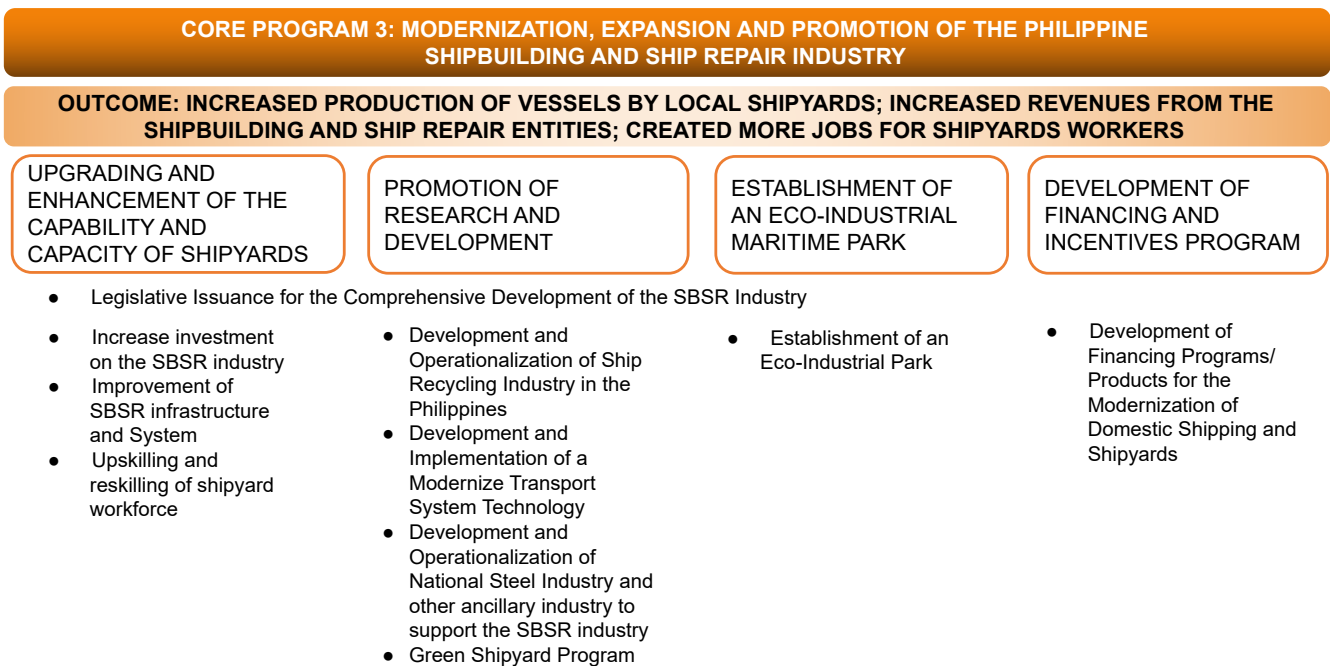 CORE PROGRAM 3: MODERNIZATION, EXPANSION AND PROMOTION OF THE PHILIPPINE
SHIPBUILDING AND SHIP REPAIR INDUSTRY
OUTCOME: INCREASED PRODUCTION OF VESSELS BY LOCAL SHIPYARDS; INCREASED REVENUES FROM THE
SHIPBUILDING AND SHIP REPAIR ENTITIES; CREATED MORE JOBS FOR SHIPYARDS WORKERS
UPGRADING AND
ENHANCEMENT OF THE
CAPABILITY AND
CAPACITY OF SHIPYARDS
PROMOTION OF
RESEARCH AND
DEVELOPMENT
ESTABLISHMENT OF
AN ECO-INDUSTRIAL
MARITIME PARK
DEVELOPMENT OF
FINANCING AND
INCENTIVES PROGRAM
● Legislative Issuance for the Comprehensive Development of the SBSR Industry
● Increase investment
on the SBSR industry
● Improvement of
SBSR infrastructure
and System
● Upskilling and
reskilling of shipyard
workforce
● Development and
Operationalization of Ship
Recycling Industry in the
Philippines
● Development and
Implementation of a
Modernize Transport
System Technology
● Development and
Operationalization of
National Steel Industry and
other ancillary industry to
support the SBSR industry
● Green Shipyard Program
● Establishment of an
Eco-Industrial Park
● Development of
Financing Programs/
Products for the
Modernization of
Domestic Shipping and
Shipyards